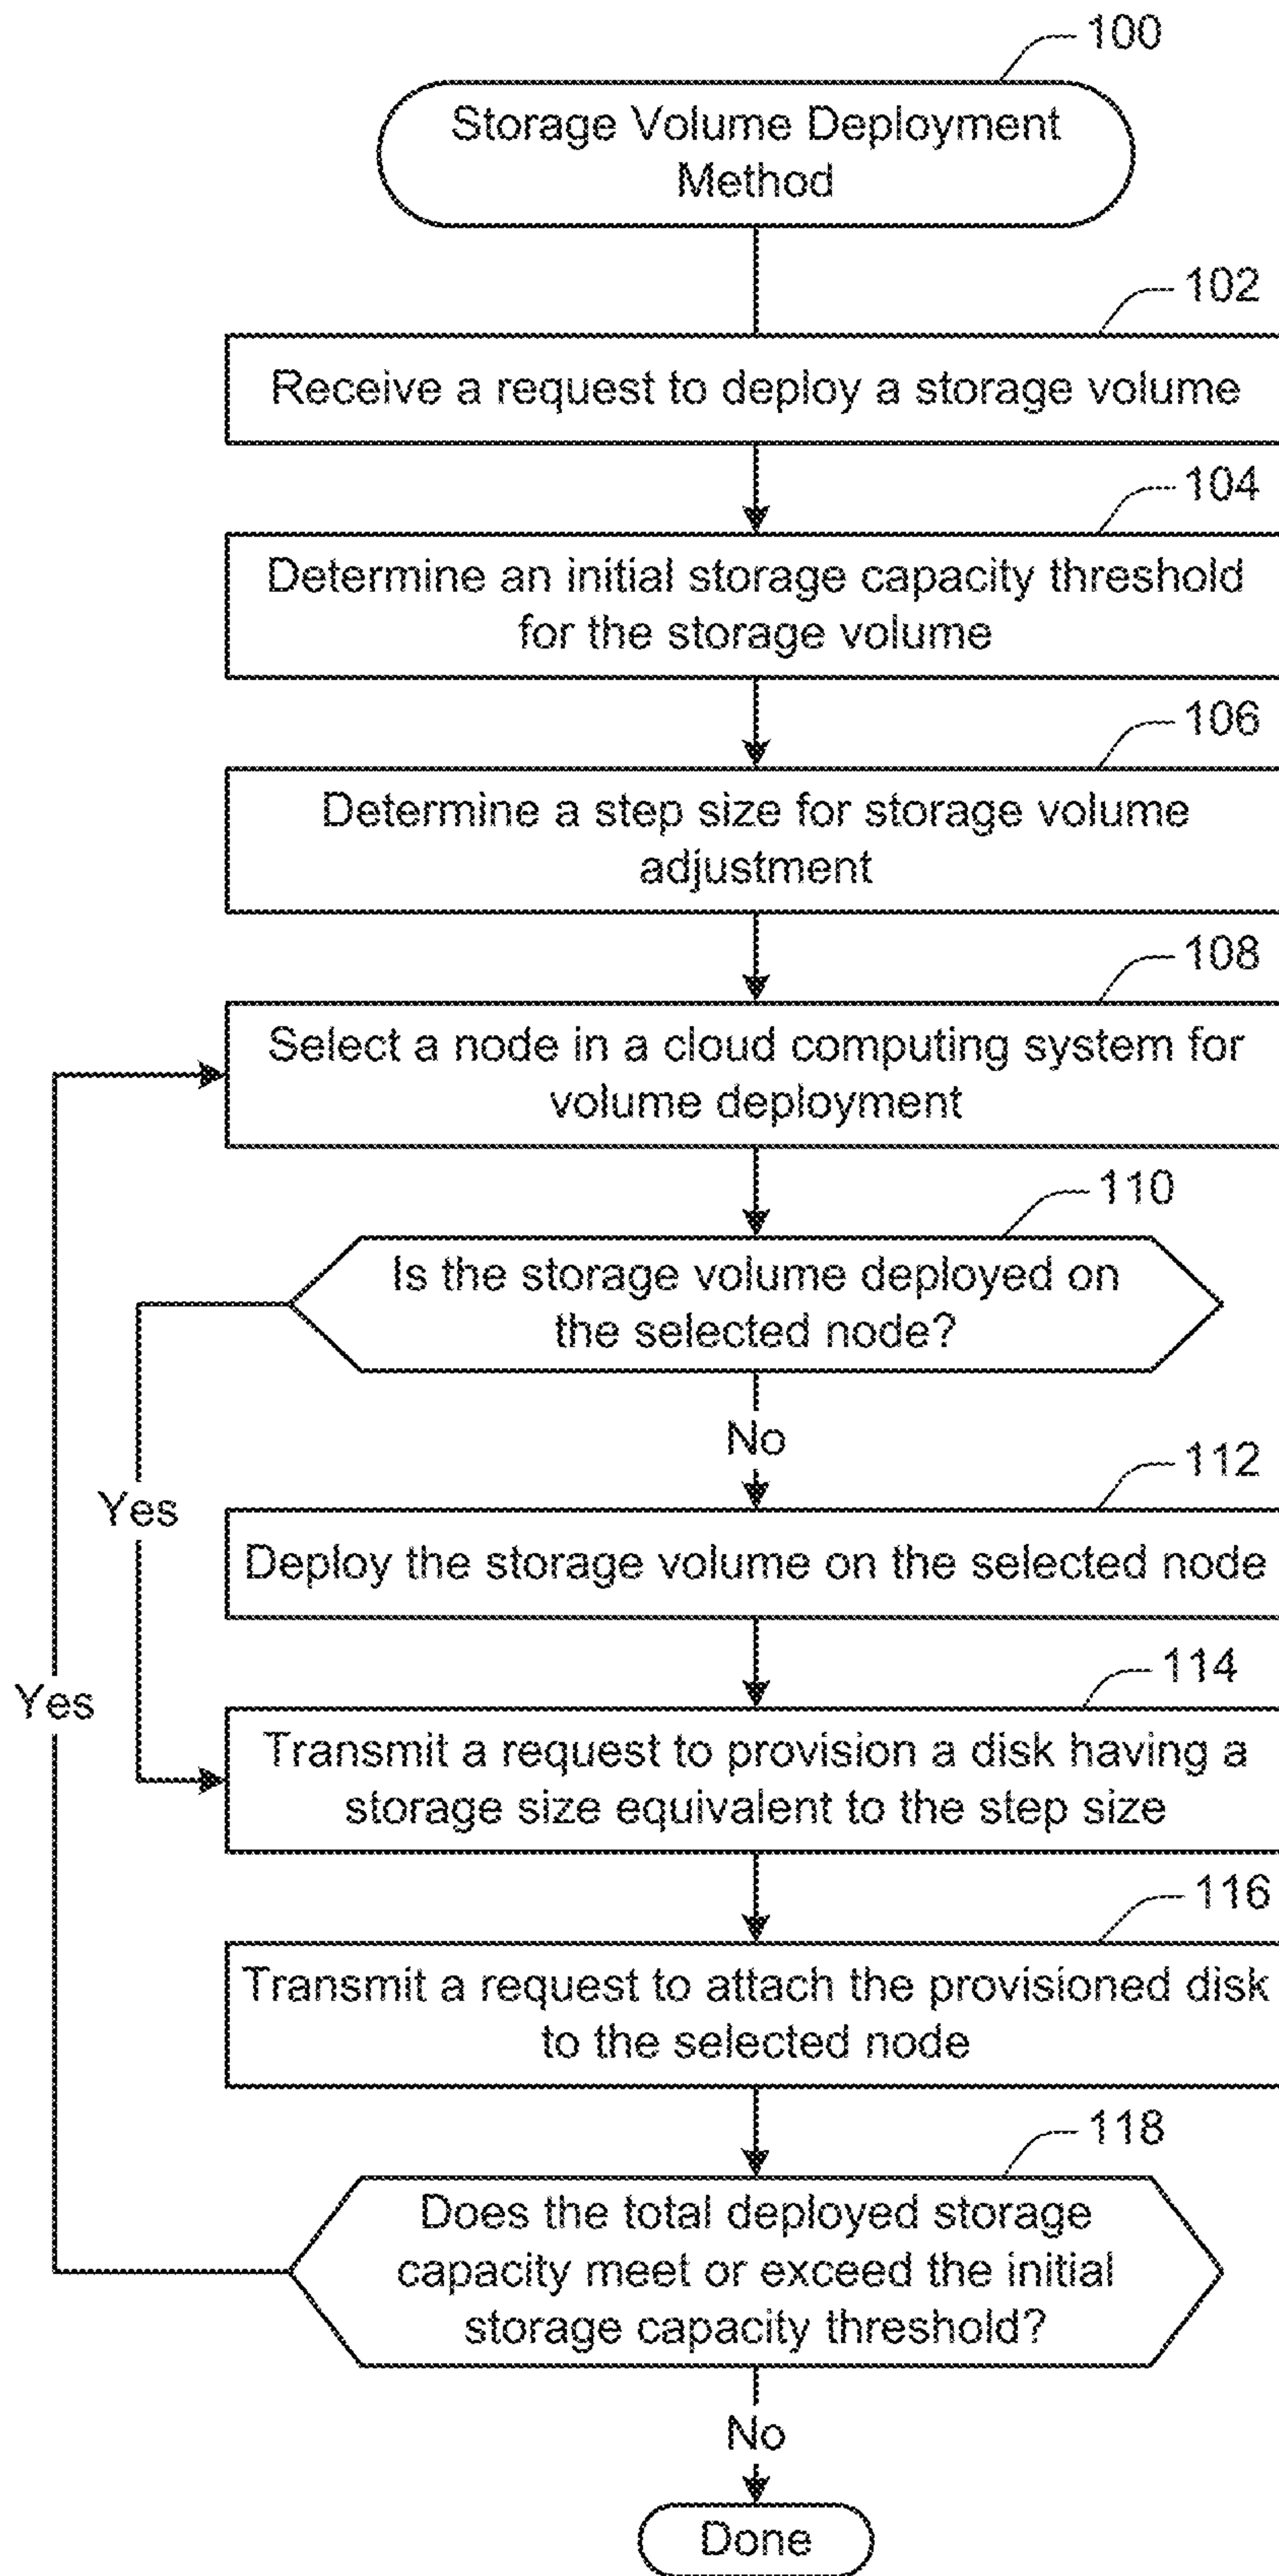 100
Storage Volume Deployment
Method
102
Receive a request to deploy a storage volume
104
Determine an initial storage capacity threshold
for the storage volume
106
Determine a step size for storage volume
adjustment
108
Select a node in a cloud computing system for
volume deployment
110
Is the storage volume deployed on
the selected node?
No
Yes
112
Deploy the storage volume on the selected node
114
Yes
Transmit a request to provision a disk having a
storage size equivalent to the step size
116
Transmit a request to attach the provisioned disk
to the selected node
118
Does the total deployed storage
capacity meet or exceed the initial
storage capacity threshold?
No
Done